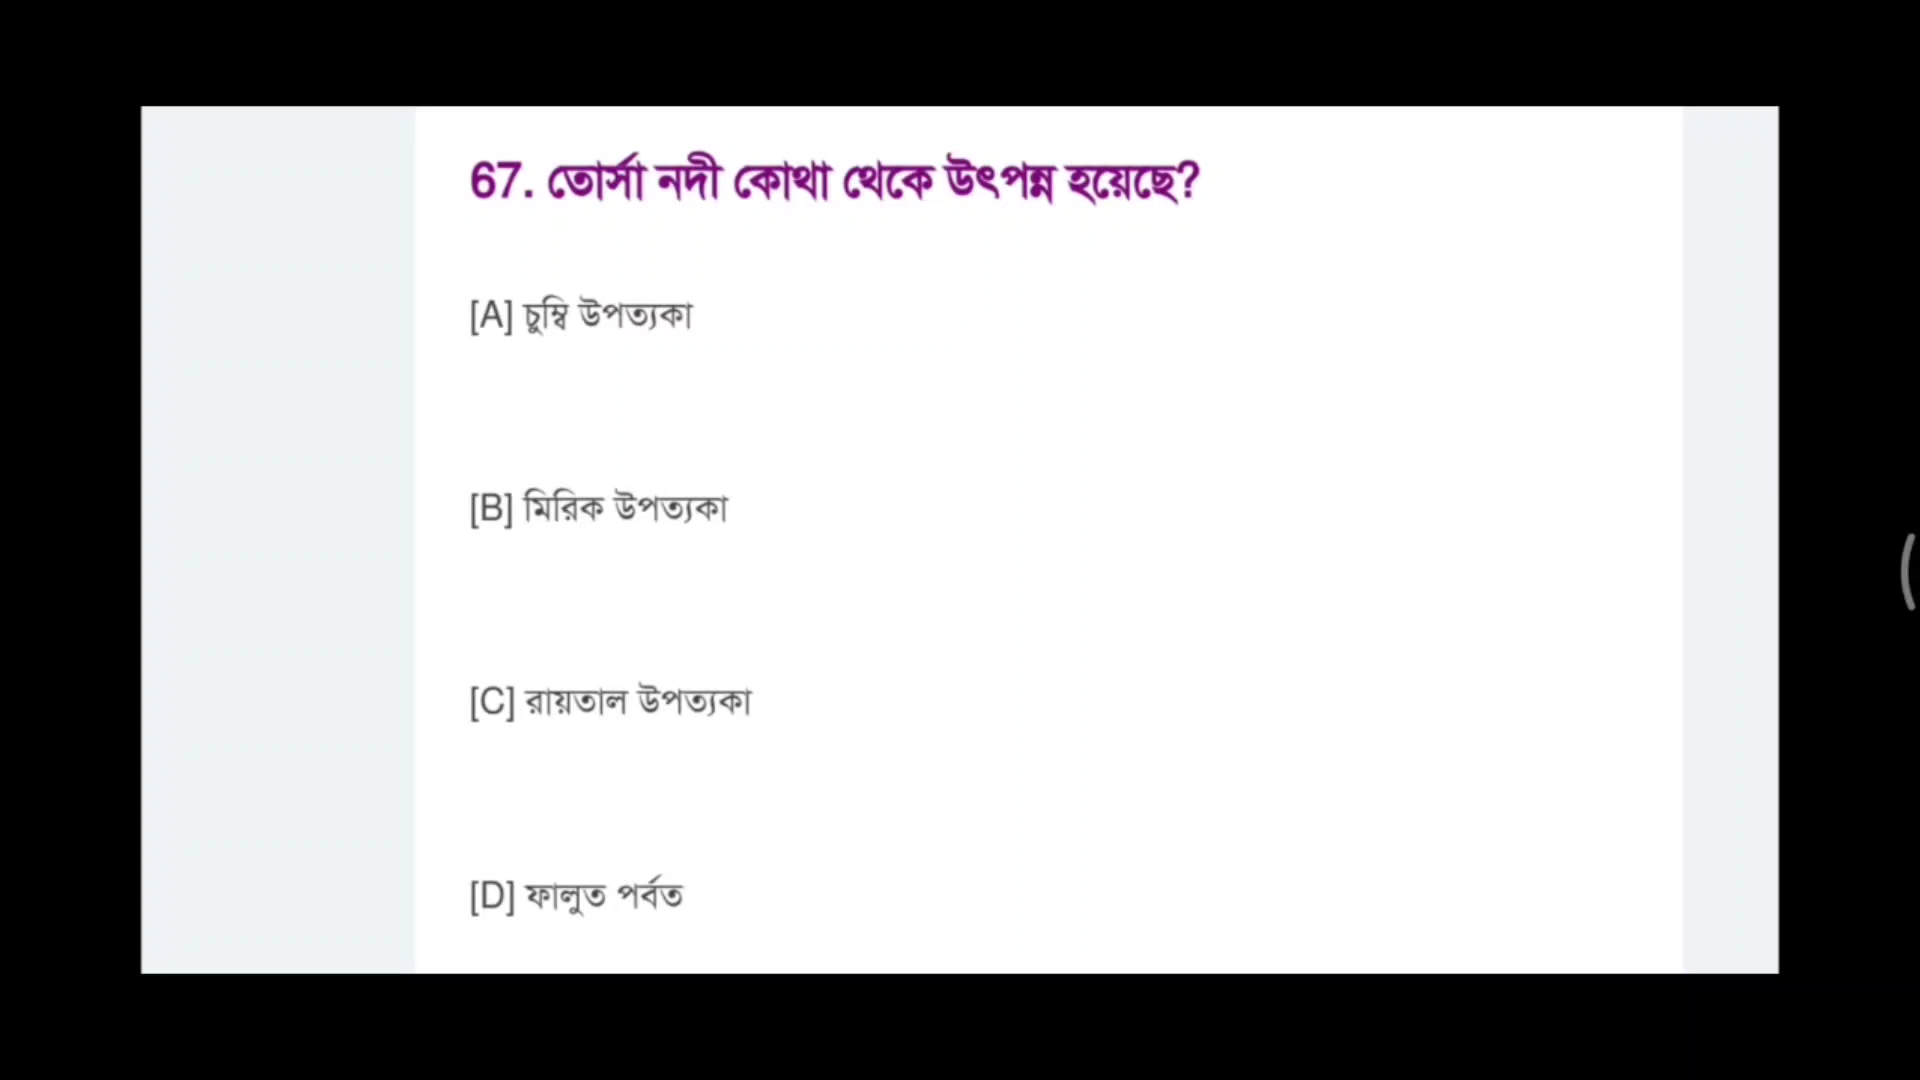 67. তোর্সা নদী কোথা থেকে উৎপন্ন হয়েছে?
[A] চুম্বি উপত্যকা
[B] মিরিক উপত্যকা
[C] রায়তাল উপত্যকা
[D] ফালুত পর্বত